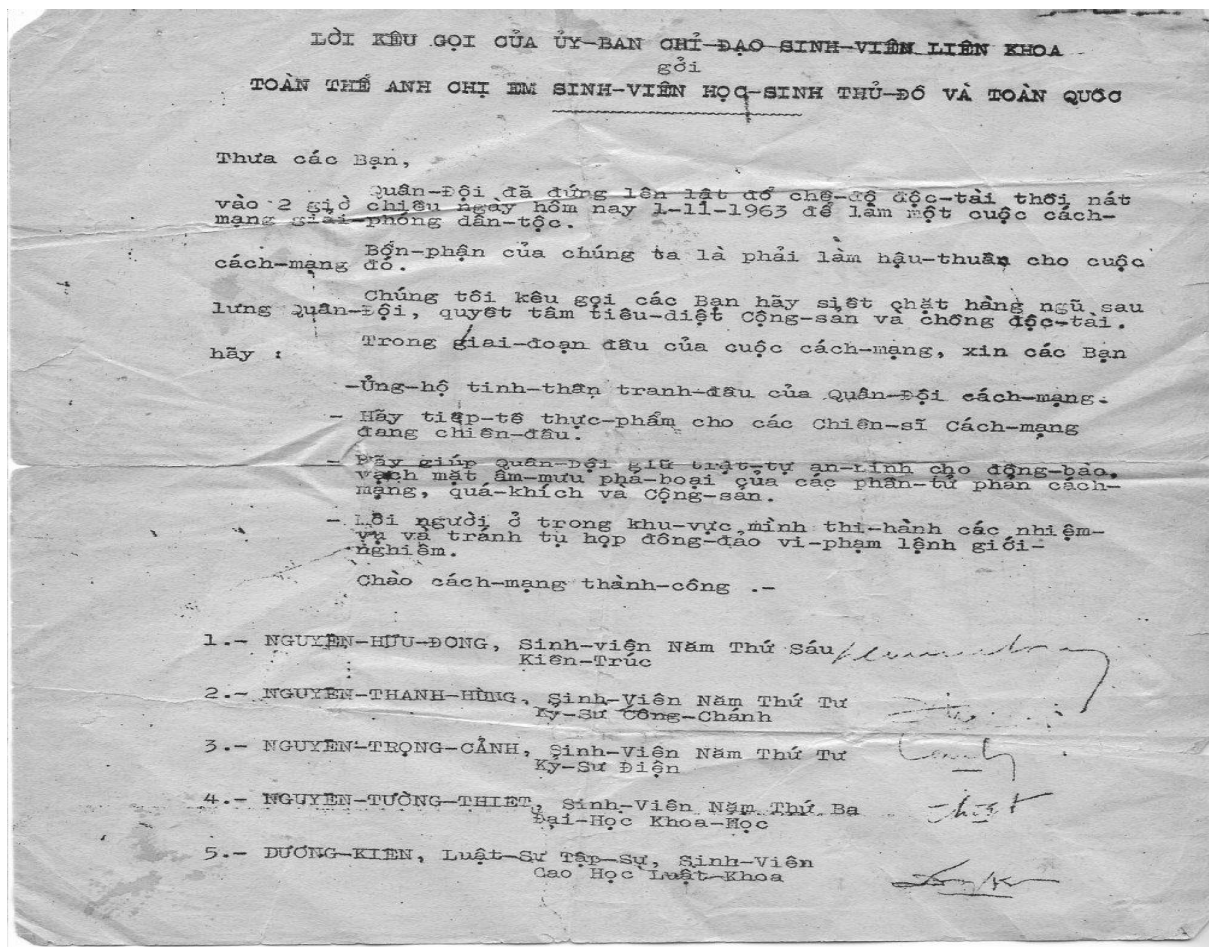 LỜI KÊU GỌI CỦA ỦY-BAN CHỈ-ĐẠO SINH-VIÊN LIÊN KHOA
gởi
TOÀN THỂ ANH CHỊ EM SINH-VIÊN HỌC-SINH THỦ-ĐÔ VÀ TOÀN QUỐC
Thưa các Bạn,
Quân-Đội đã đứng lên lật đổ chế-độ độc-tài thối nát
vào 2 giờ chiều ngày hôm nay 1-11-1963 để làm một cuộc cách-
mạng giải-phóng dân-tộc.
Bổn-phận của chúng ta là phải làm hậu-thuẫn cho cuộc
cách-mạng đó.
Chúng tôi kêu gọi các Bạn hãy siết chặt hàng ngũ sau
lưng Quân-Đội, quyết tâm tiêu-diệt Cộng-sản và chống độc-tài.
Trong giai-đoạn đầu của cuộc cách-mạng, xin các Bạn
hãy :
-Ủng-hộ tinh-thần tranh-đấu của Quân-Đội cách-mạng.
- Hãy tiếp-tế thực-phẩm cho các Chiến-sĩ Cách-mạng
đang chiến-đấu.
- Hãy giúp Quân-Đội giữ trật-tự an-ninh cho đồng-bào,
vạch mặt âm-mưu phá-hoại của các phần-tử phản cách-
mạng, quá-khích và Cộng-sản.
- Mỗi người ở trong khu-vực mình thi-hành các nhiệm-
vụ và tránh tụ họp đông-đảo vi-phạm lệnh giới-
nghiêm.
Chào cách-mạng thành-công .-
1.- NGUYỄN-HỮU-ĐONG, Sinh-viên Năm Thứ Sáu
Kiến-Trúc
2.- NGUYỄN-THANH-HÙNG, Sinh-Viên Năm Thứ Tư
Kỹ-Sư Công-Chánh
3.- NGUYỄN-TRỌNG-CẢNH, Sinh-Viên Năm Thứ Tư
Kỹ-Sư Điện
4.- NGUYỄN-TƯỜNG-THIẾT, Sinh-Viên Năm Thứ Ba
Đại-Học Khoa-Học
5.- DƯƠNG-KIỀN, Luật-Sư Tập-Sự, Sinh-Viên
Cao Học Luật-Khoa